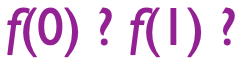 f(0) ? f(1) ?